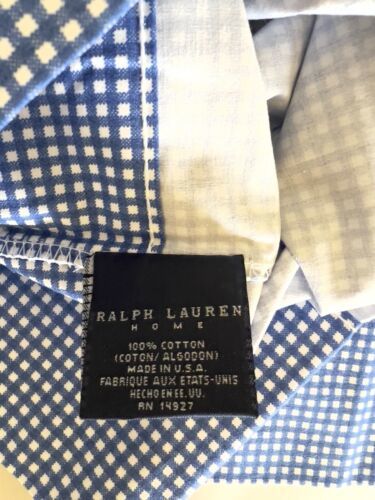 RALPH LAUREN
HOME
100% COTTON
(COTON/ALGODON)
MADE IN U.S.A.
FABRIQUE AUX ETATS-UNIS
HECHO EN EE. UU.
RN 14927